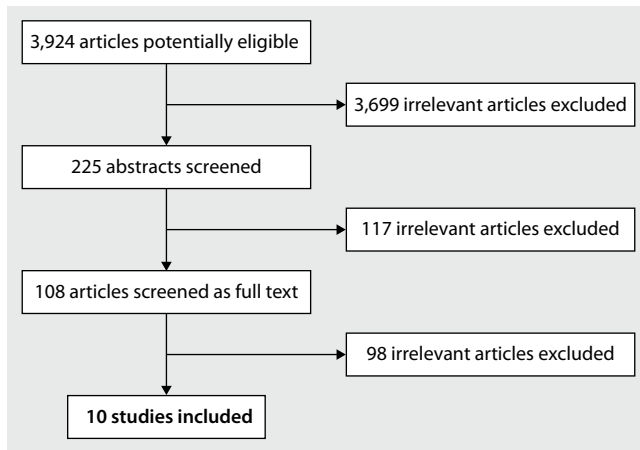 3,924 articles potentially eligible
3,699 irrelevant articles excluded
225 abstracts screened
117 irrelevant articles excluded
108 articles screened as full text
98 irrelevant articles excluded
10 studies included